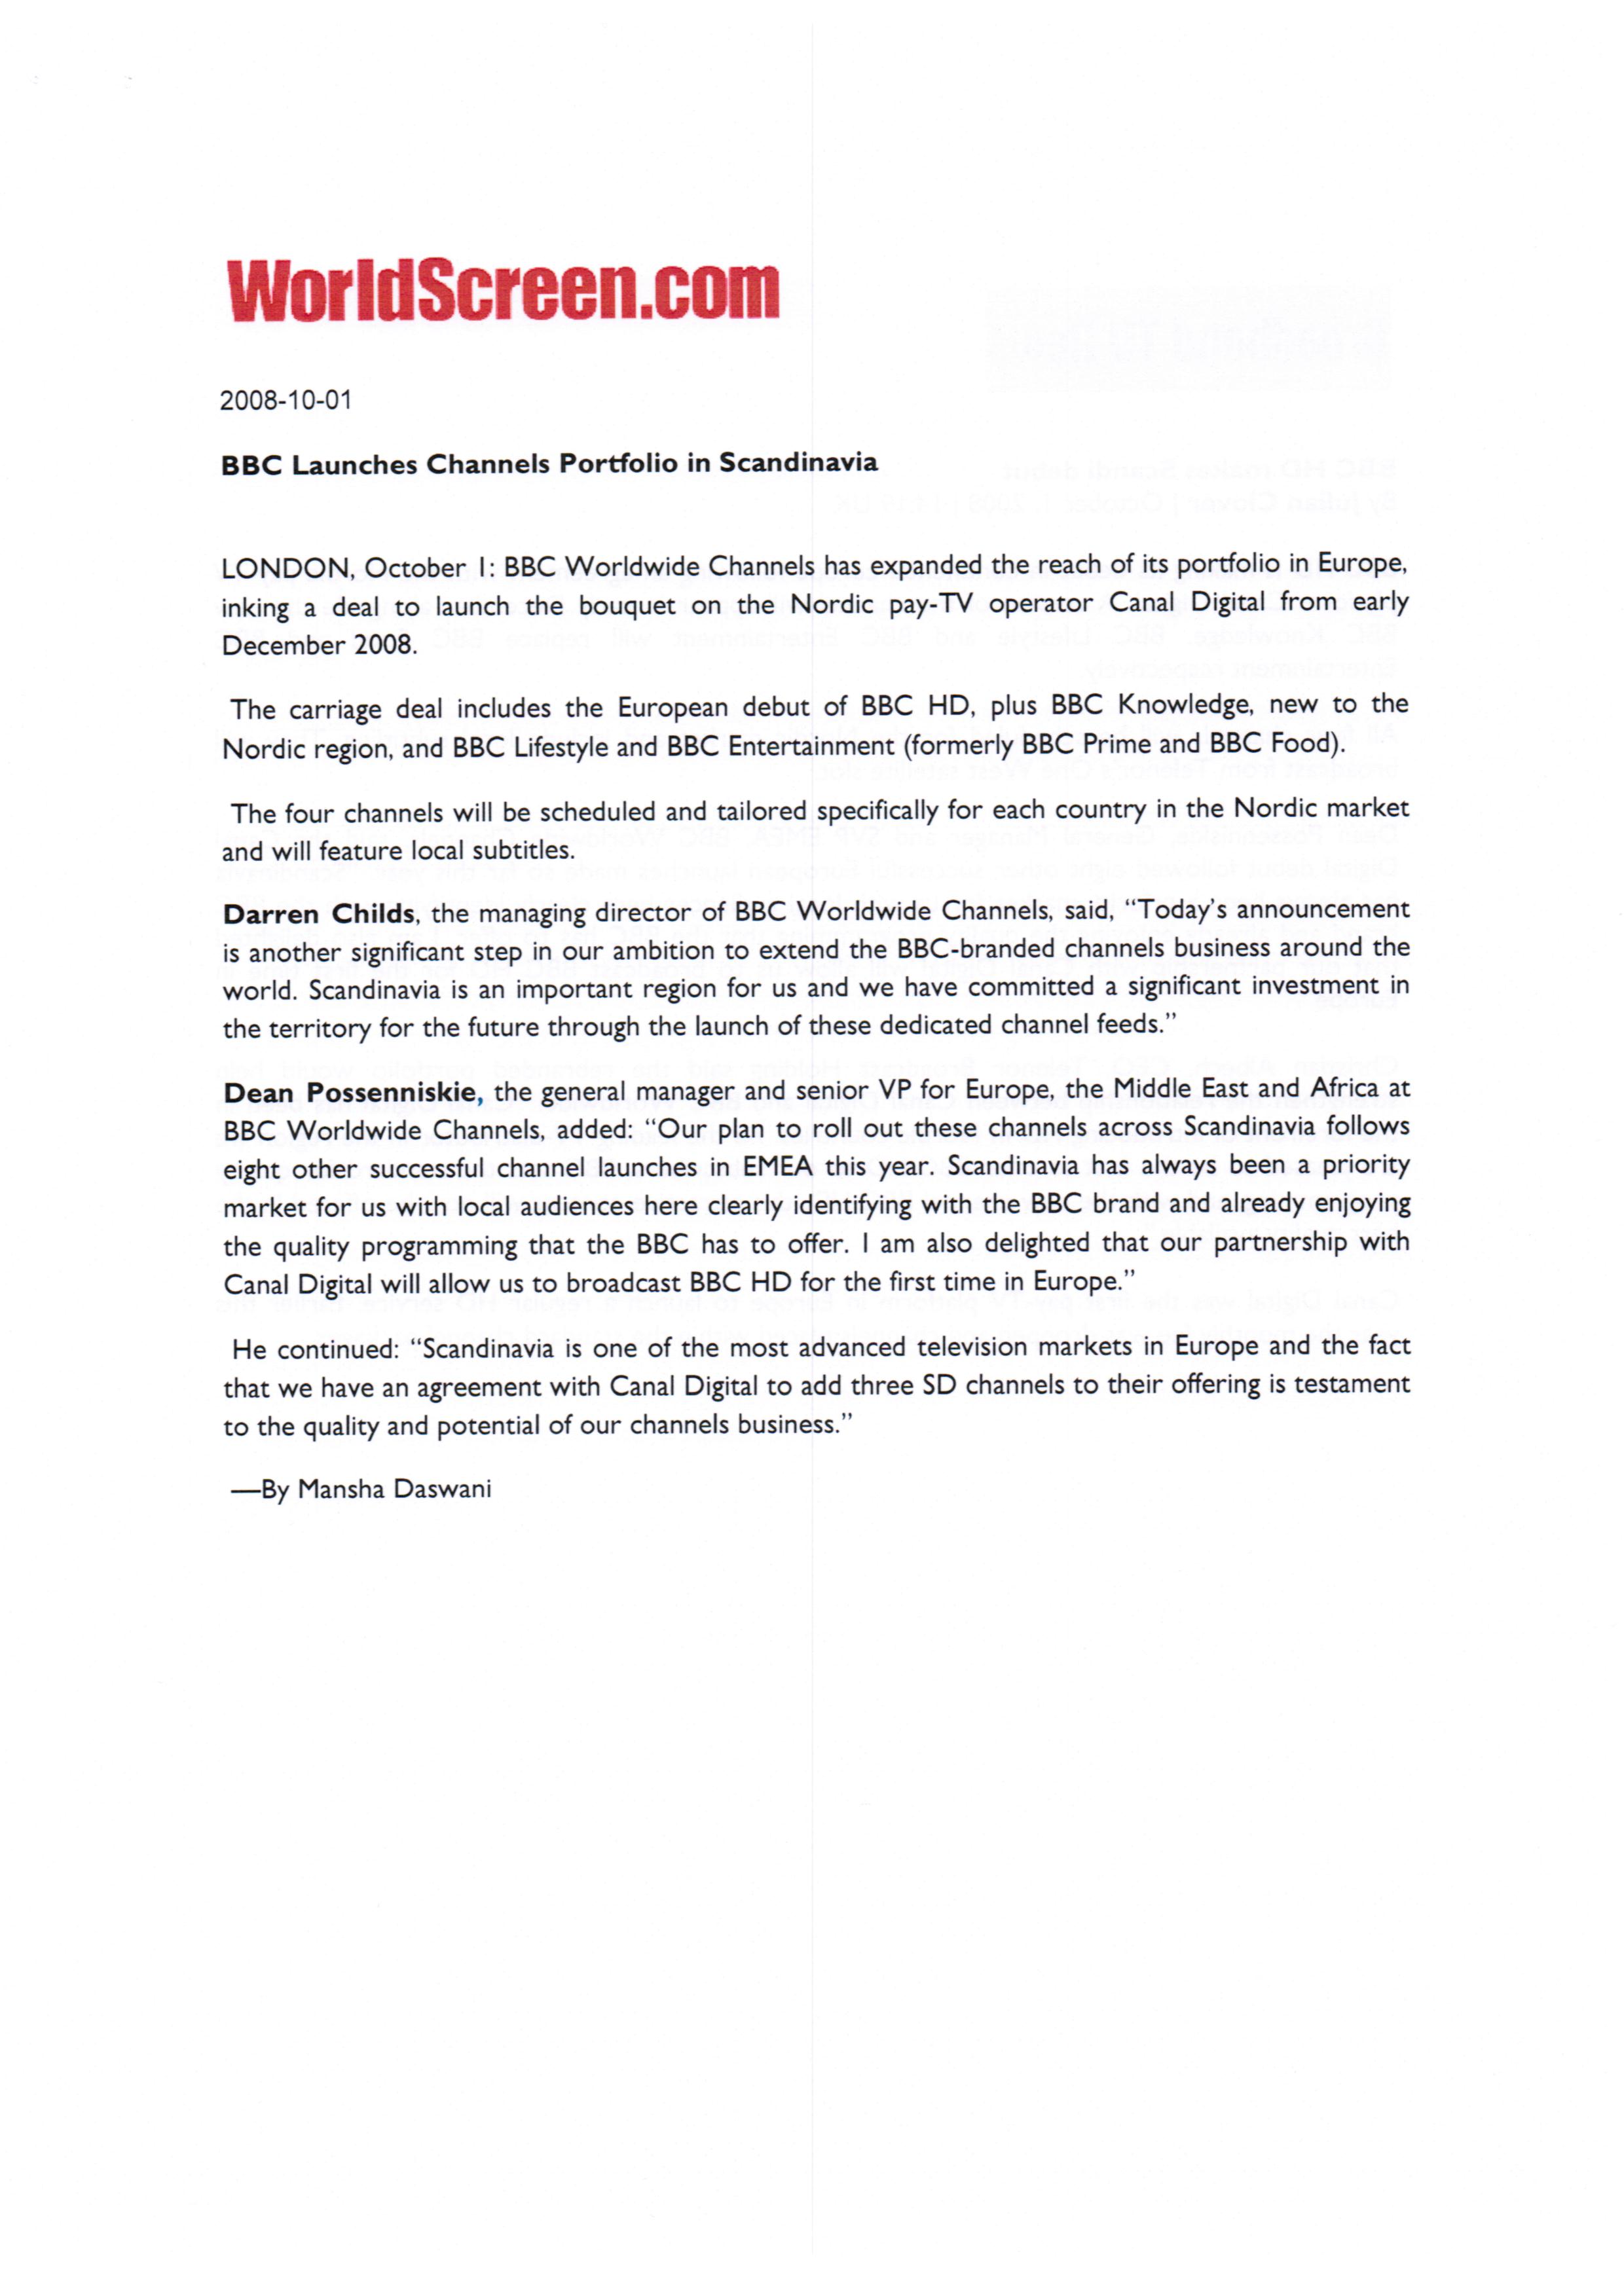 WorldScreen.com
2008-10-01
BBC Launches Channels Portfolio in Scandinavia
LONDON, October 1: BBC Worldwide Channels has expanded the reach of its portfolio in Europe,
inking a deal to launch the bouquet on the Nordic pay-TV operator Canal Digital from early
December 2008.
The carriage deal includes the European debut of BBC HD, plus BBC Knowledge, new to the
Nordic region, and BBC Lifestyle and BBC Entertainment (formerly BBC Prime and BBC Food).
The four channels will be scheduled and tailored specifically for each country in the Nordic market
and will feature local subtitles.
Darren Childs, the managing director of BBC Worldwide Channels, said, “Today’s announcement
is another significant step in our ambition to extend the BBC-branded channels business around the
world. Scandinavia is an important region for us and we have committed a significant investment in
the territory for the future through the launch of these dedicated channel feeds.”
Dean Possenniskie, the general manager and senior VP for Europe, the Middle East and Africa at
BBC Worldwide Channels, added: “Our plan to roll out these channels across Scandinavia follows
eight other successful channel launches in EMEA this year. Scandinavia has always been a priority
market for us with local audiences here clearly identifying with the BBC brand and already enjoying
the quality programming that the BBC has to offer. I am also delighted that our partnership with
Canal Digital will allow us to broadcast BBC HD for the first time in Europe.”
He continued: “Scandinavia is one of the most advanced television markets in Europe and the fact
that we have an agreement with Canal Digital to add three SD channels to their offering is testament
to the quality and potential of our channels business.”
—By Mansha Daswani